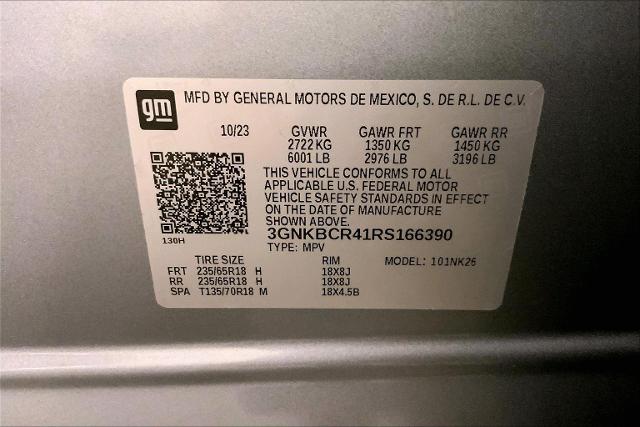 gm MFD BY GENERAL MOTORS DE MEXICO, S. DE R.L. DE C.V.
10/23 GVWR GAWR FRT GAWR RR
2722 KG 1350 KG 1450 KG
6001 LB 2976 LB 3196 LB
THIS VEHICLE CONFORMS TO ALL
APPLICABLE U.S. FEDERAL MOTOR
VEHICLE SAFETY STANDARDS IN EFFECT
ON THE DATE OF MANUFACTURE
SHOWN ABOVE.
3GNKBCR41RS166390
130H
TYPE: MPV
TIRE SIZE RIM MODEL: 101NK26
FRT 235/65R18 H 18X8J
RR 235/65R18 H 18X8J
SPA T135/70R18 M 18X4.5B